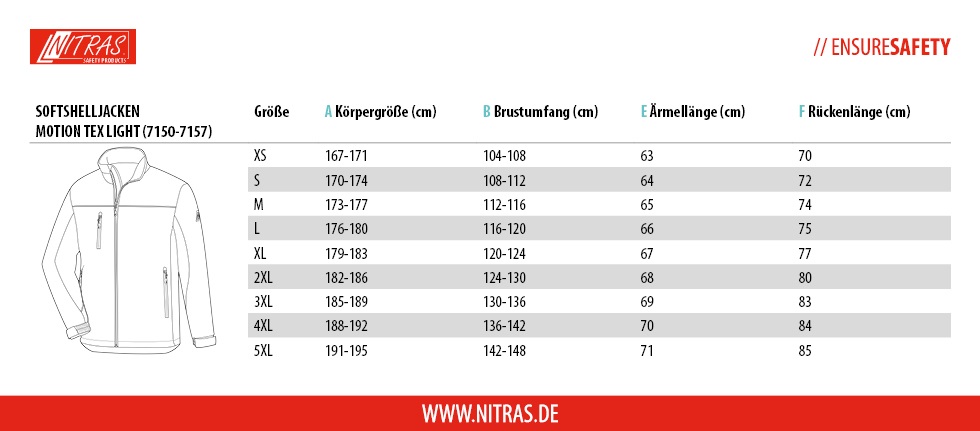 NITRAS
SAFETY PRODUCTS
// ENSURESAFETY
SOFTSHELLJACKEN
MOTION TEX LIGHT (7150-7157)
Größe A Körpergröße (cm) B Brustumfang (cm) E Ärmellänge (cm) F Rückenlänge (cm)
XS 167-171 104-108 63 70
S 170-174 108-112 64 72
M 173-177 112-116 65 74
L 176-180 116-120 66 75
XL 179-183 120-124 67 77
2XL 182-186 124-130 68 80
3XL 185-189 130-136 69 83
4XL 188-192 136-142 70 84
5XL 191-195 142-148 71 85
WWW.NITRAS.DE